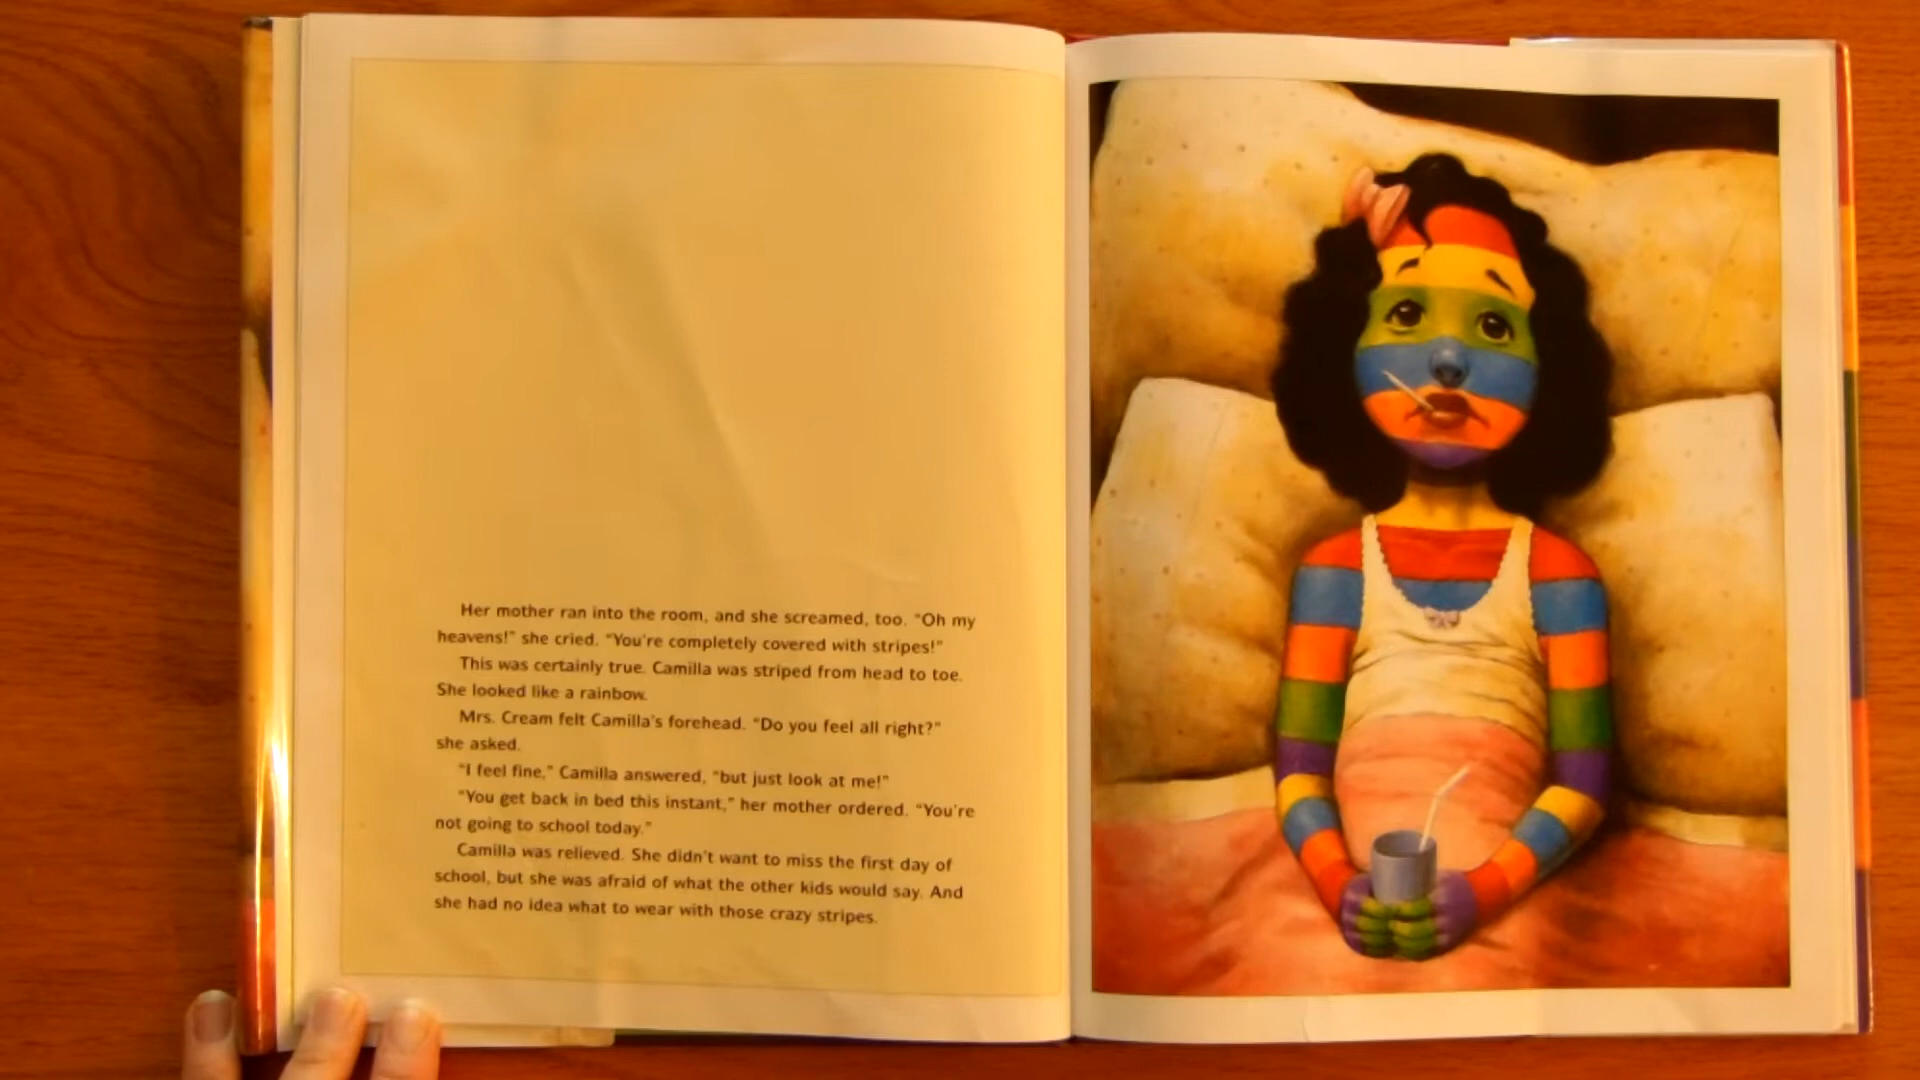 Her mother ran into the room, and she screamed, too. “Oh my
heavens!” she cried. “You're completely covered with stripes!”
This was certainly true. Camilla was striped from head to toe.
She looked like a rainbow.
Mrs. Cream felt Camilla's forehead. “Do you feel all right?”
she asked.
“I feel fine,” Camilla answered, “but just look at me!”
“You get back in bed this instant,” her mother ordered. “You're
not going to school today.”
Camilla was relieved. She didn't want to miss the first day of
school, but she was afraid of what the other kids would say. And
she had no idea what to wear with those crazy stripes.